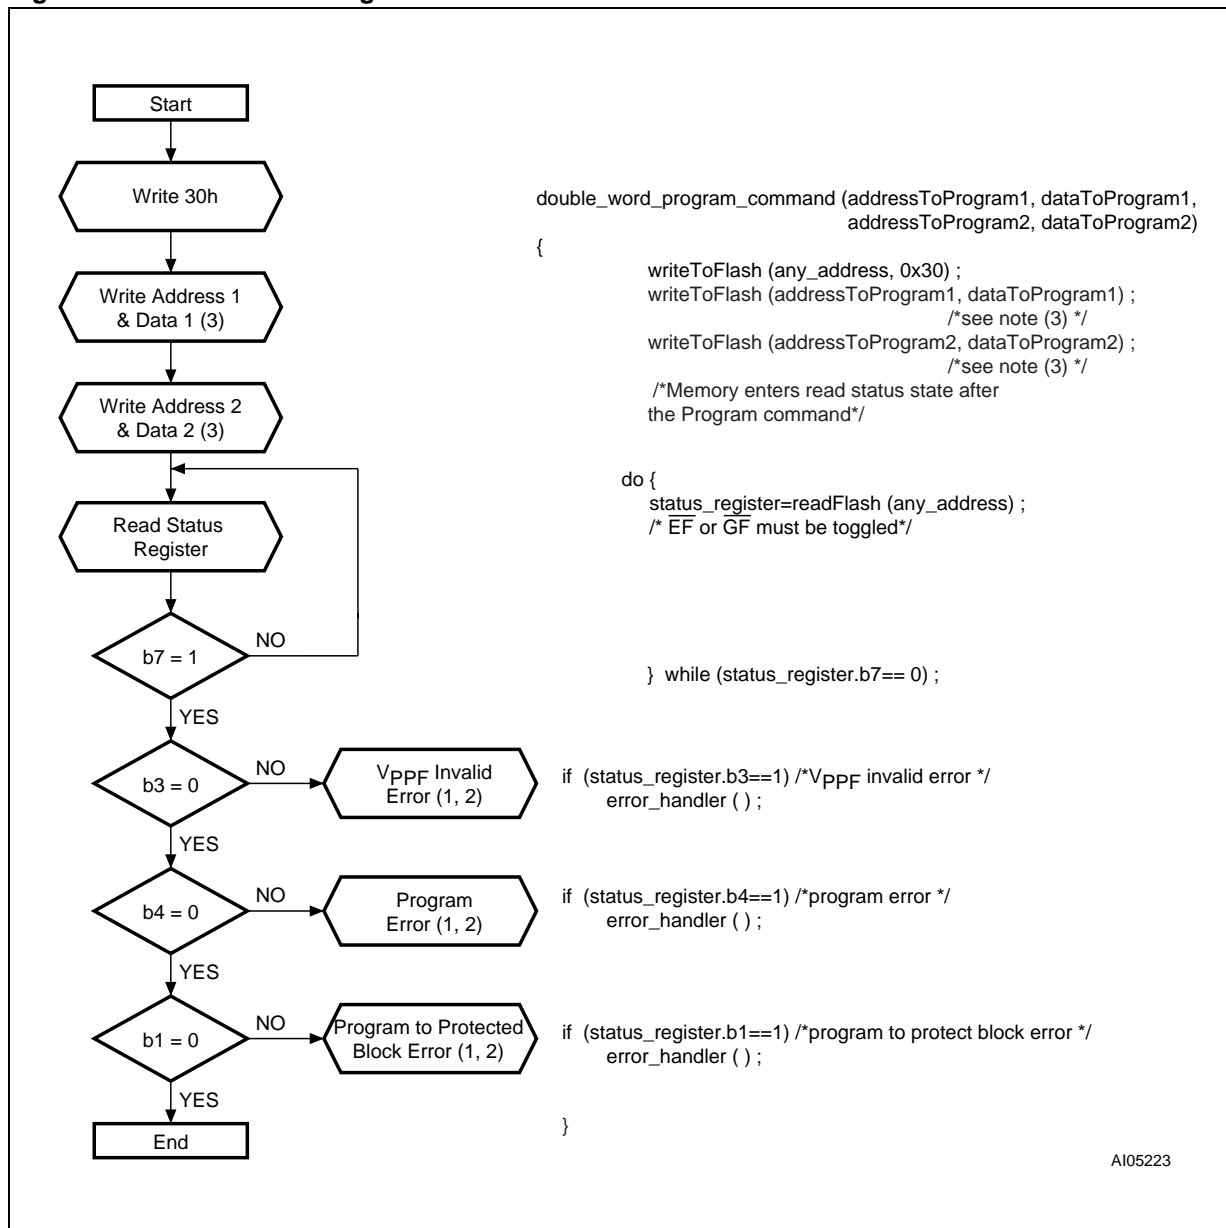 Start
Write 30h
Write Address 1
& Data 1 (3)
Write Address 2
& Data 2 (3)
Read Status
Register
b7 = 1
NO
YES
b3 = 0
NO
VPPF Invalid
Error (1, 2)
YES
b4 = 0
NO
Program
Error (1, 2)
YES
b1 = 0
NO
Program to Protected
Block Error (1, 2)
YES
End
double_word_program_command (addressToProgram1, dataToProgram1,
addressToProgram2, dataToProgram2)
{
writeToFlash (any_address, 0x30) ;
writeToFlash (addressToProgram1, dataToProgram1) ;
/*see note (3) */
writeToFlash (addressToProgram2, dataToProgram2) ;
/*see note (3) */
/*Memory enters read status state after
the Program command*/
do {
status_register=readFlash (any_address) ;
/* EF or GF must be toggled*/
} while (status_register.b7== 0) ;
if (status_register.b3==1) /*VPPF invalid error */
error_handler ( ) ;
if (status_register.b4==1) /*program error */
error_handler ( ) ;
if (status_register.b1==1) /*program to protect block error */
error_handler ( ) ;
}
AI05223